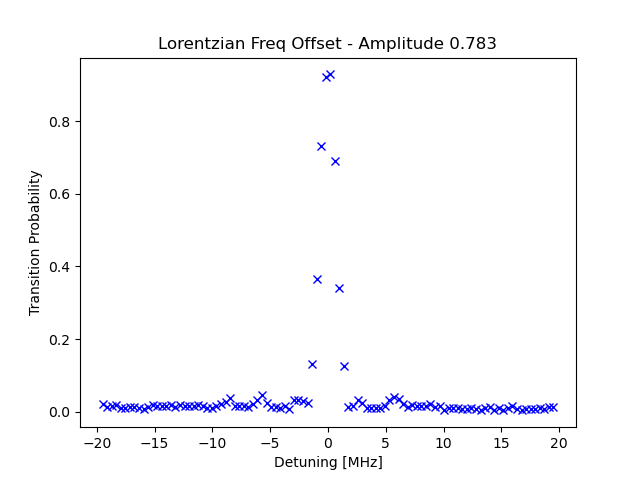 Lorentzian Freq Offset - Amplitude 0.783
Transition Probability
0.8
0.6
0.4
0.2
0.0
−20 −15 −10 −5 0 5 10 15 20
Detuning [MHz]